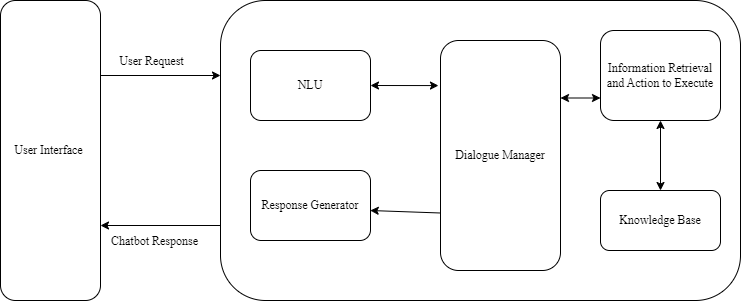 User Request
NLU
Information Retrieval
and Action to Execute
User Interface
Dialogue Manager
Response Generator
Knowledge Base
Chatbot Response